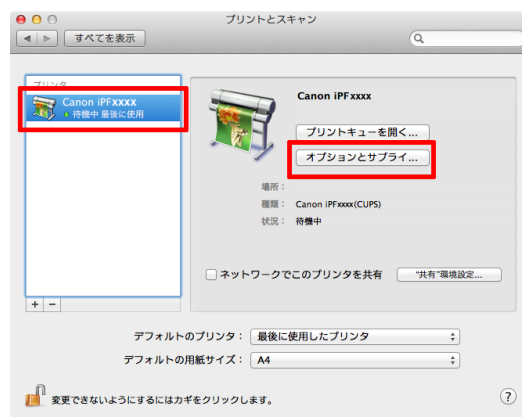 プリントとスキャン
すべてを表示
プリンタ
Canon iPFxxxx
待機中 最後に使用
Canon iPFxxxx
プリントキューを開く...
オプションとサプライ...
場所：
種類： Canon iPFxxxx(CUPS)
状況： 待機中
ネットワークでこのプリンタを共有 "共有"環境設定...
+ −
デフォルトのプリンタ： 最後に使用したプリンタ
デフォルトの用紙サイズ： A4
変更できないようにするにはカギをクリックします。 ?